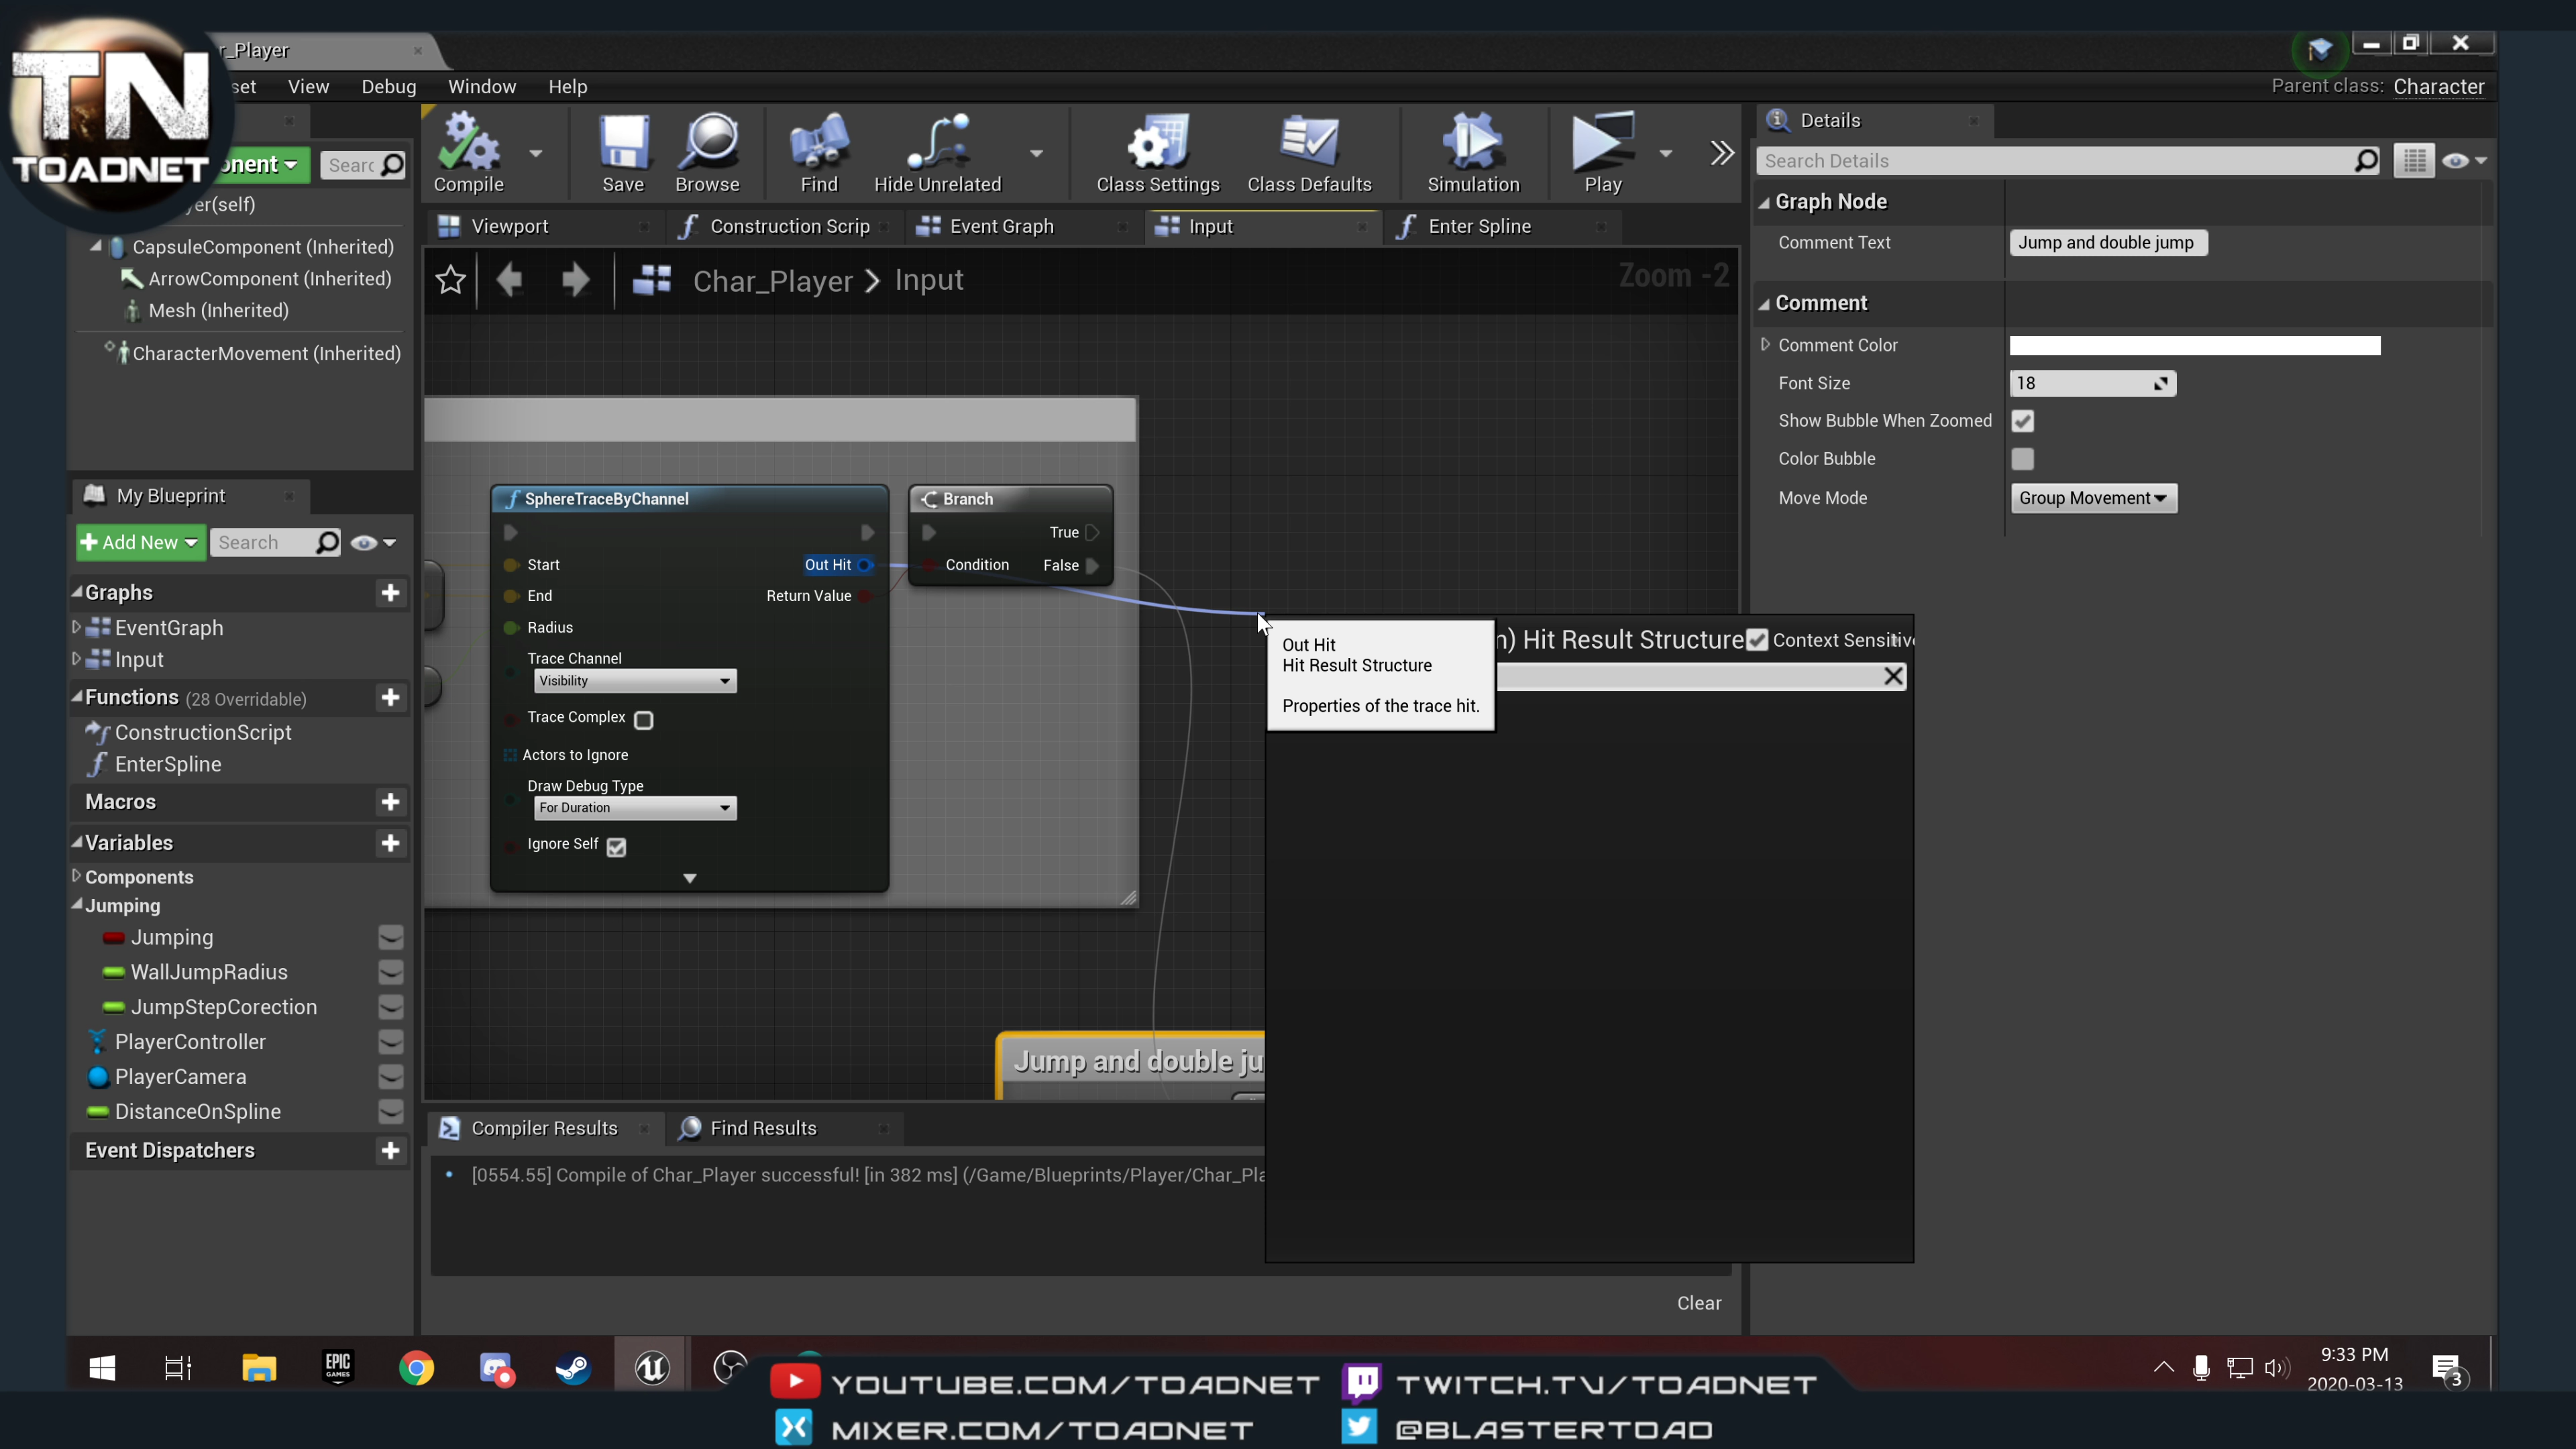 TN
TOADNET
r_Player
set View Debug Window Help
Parent class: Character
onent
Searc
yer(self)
CapsuleComponent (Inherited)
ArrowComponent (Inherited)
Mesh (Inherited)
CharacterMovement (Inherited)
Compile Save Browse Find Hide Unrelated Class Settings Class Defaults Simulation Play
Viewport Construction Scrip Event Graph Input Enter Spline
Char_Player > Input
Zoom -2
Details
Search Details
Graph Node
Comment Text Jump and double jump
Comment
Comment Color
Font Size 18
Show Bubble When Zoomed
Color Bubble
Move Mode Group Movement
My Blueprint
Add New Search
Graphs
EventGraph
Input
Functions (28 Overridable)
ConstructionScript
EnterSpline
Macros
Variables
Components
Jumping
Jumping
WallJumpRadius
JumpStepCorection
PlayerController
PlayerCamera
DistanceOnSpline
Event Dispatchers
SphereTraceByChannel
Start Out Hit
End Return Value
Radius
Trace Channel
Visibility
Trace Complex
Actors to Ignore
Draw Debug Type
For Duration
Ignore Self
Branch
True
Condition False
Out Hit
Hit Result Structure
Properties of the trace hit.
n) Hit Result Structure Context Sensitiv
Jump and double ju
Compiler Results Find Results
[0554.55] Compile of Char_Player successful! [in 382 ms] (/Game/Blueprints/Player/Char_Pla
Clear
EPIC
GAMES
9:33 PM
2020-03-13
3
YOUTUBE.COM/TOADNET TWITCH.TV/TOADNET
MIXER.COM/TOADNET @BLASTERTOAD